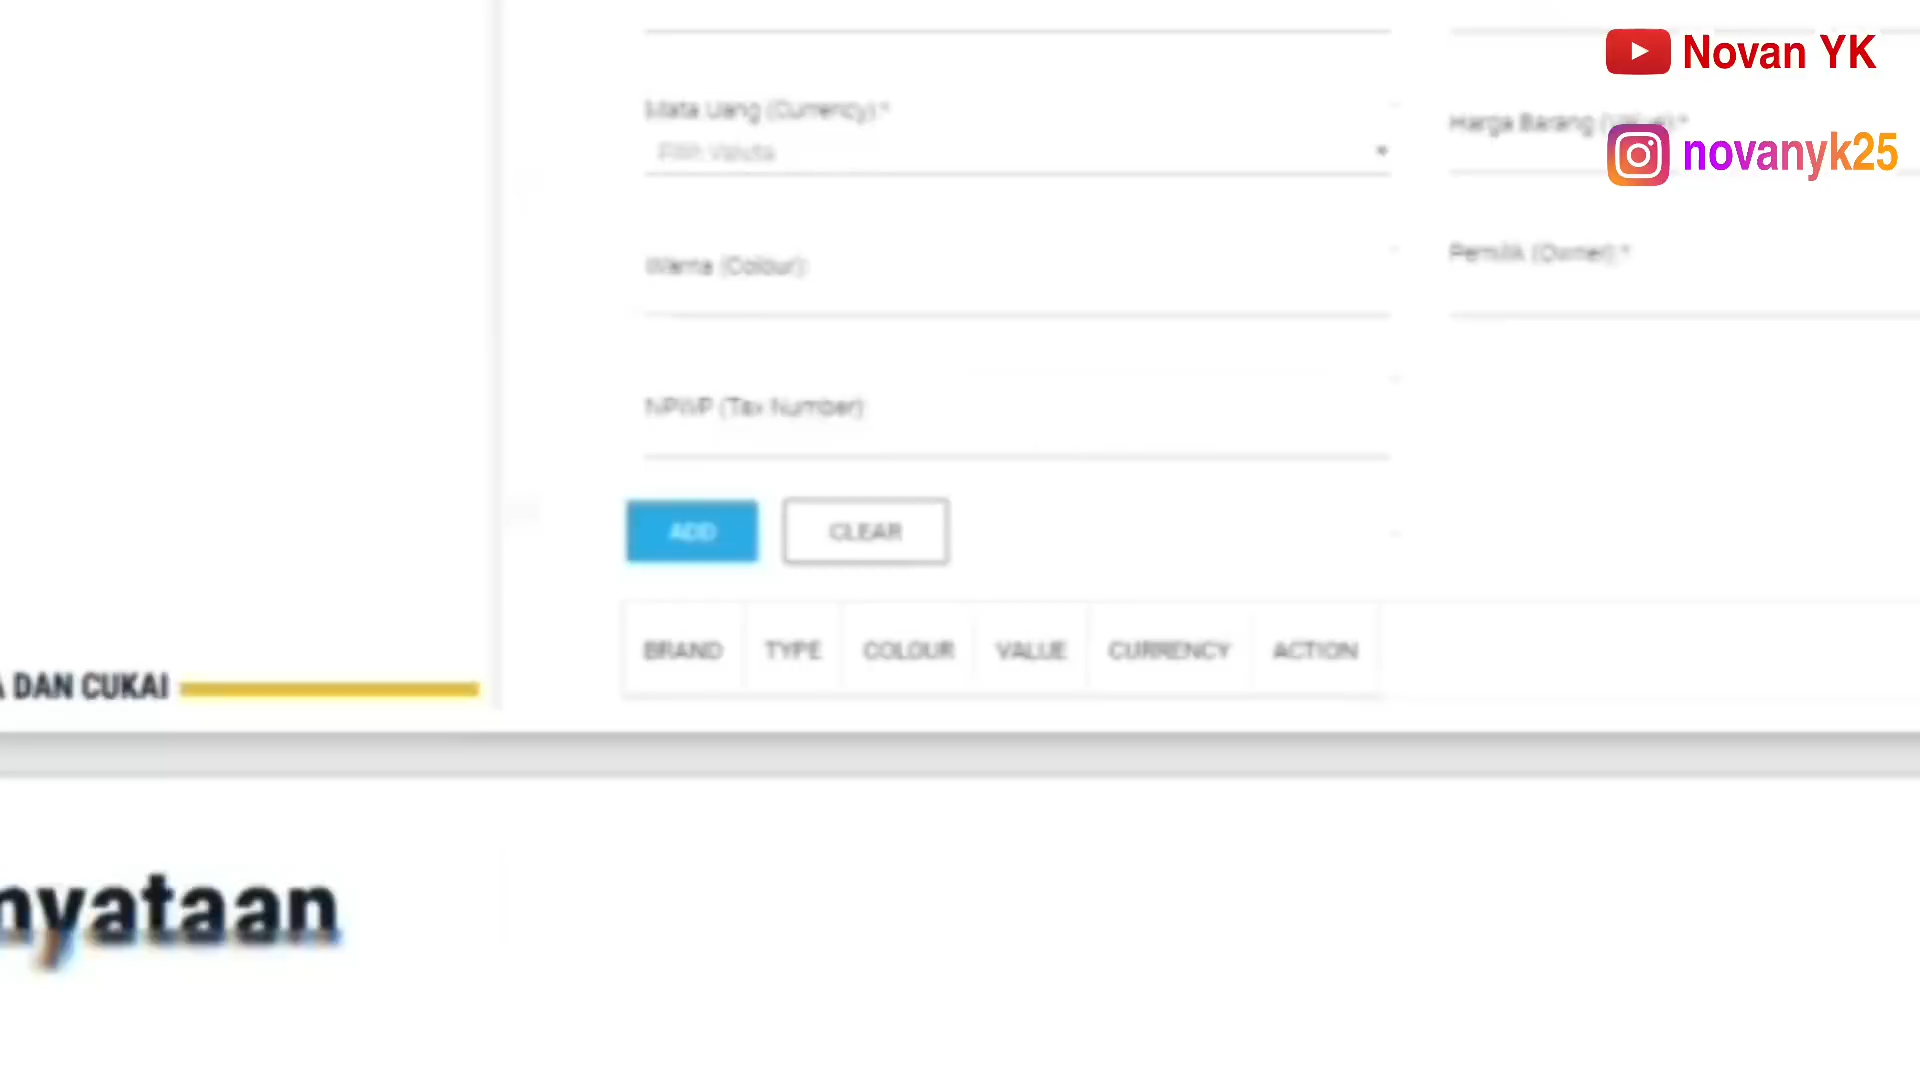 Novan YK
Mata Uang (Currency) *
Harga Barang (Value) *
Pilih Valuta
novanyk25
Warna (Colour)
Pemilik (Owner) *
NPWP (Tax Number)
ADD
CLEAR
BRAND TYPE COLOUR VALUE CURRENCY ACTION
A DAN CUKAI
nyataan